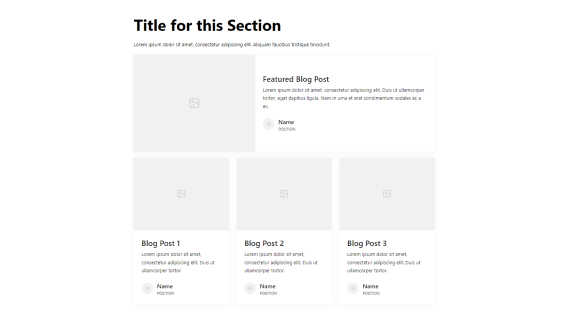 Title for this Section
Lorem ipsum dolor sit amet, consectetur adipiscing elit. Aliquam faucibus tristique tincidunt.
Featured Blog Post
Lorem ipsum dolor sit amet, consectetur adipiscing elit. Duis ut ullamcorper
tortor, eget dapibus ligula. Nam in urna et erat condimentum sodales ac a
ex.
Name
POSITION
Blog Post 1
Lorem ipsum dolor sit amet,
consectetur adipiscing elit. Duis ut
ullamcorper tortor.
Name
POSITION
Blog Post 2
Lorem ipsum dolor sit amet,
consectetur adipiscing elit. Duis ut
ullamcorper tortor.
Name
POSITION
Blog Post 3
Lorem ipsum dolor sit amet,
consectetur adipiscing elit. Duis ut
ullamcorper tortor.
Name
POSITION